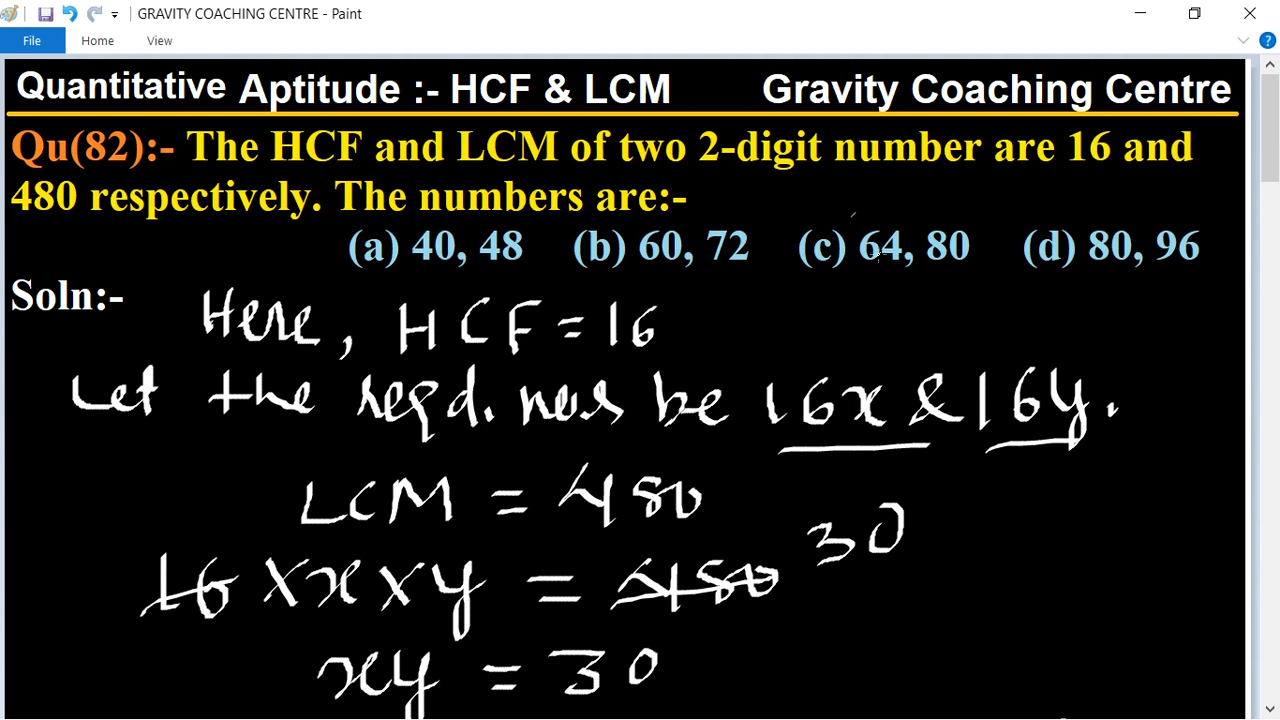 GRAVITY COACHING CENTRE - Paint
File Home View
Quantitative Aptitude :- HCF & LCM Gravity Coaching Centre
Qu(82):- The HCF and LCM of two 2-digit number are 16 and
480 respectively. The numbers are:-
(a) 40, 48 (b) 60, 72 (c) 64, 80 (d) 80, 96
Soln:- Here, HCF = 16
Let the reqd. nos be 16x & 16y.
LCM = 480
30
16 × x × y = 480
xy = 30